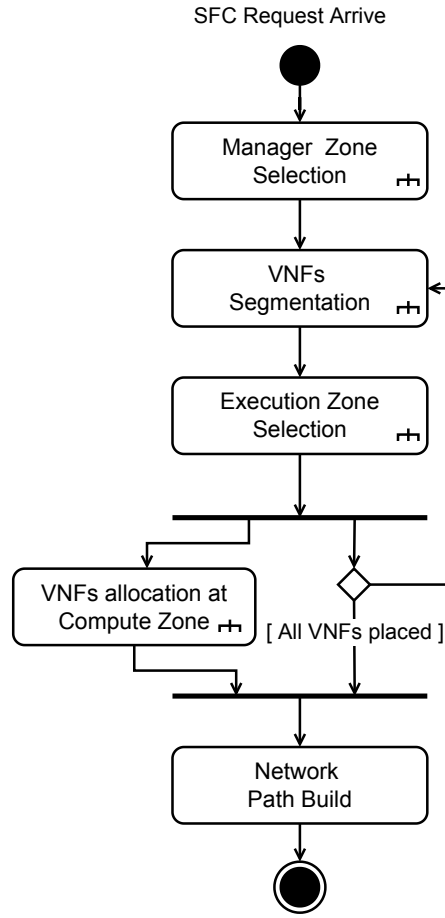 SFC Request Arrive
Manager Zone
Selection
VNFs
Segmentation
Execution Zone
Selection
VNFs allocation at
Compute Zone
[ All VNFs placed ]
Network
Path Build